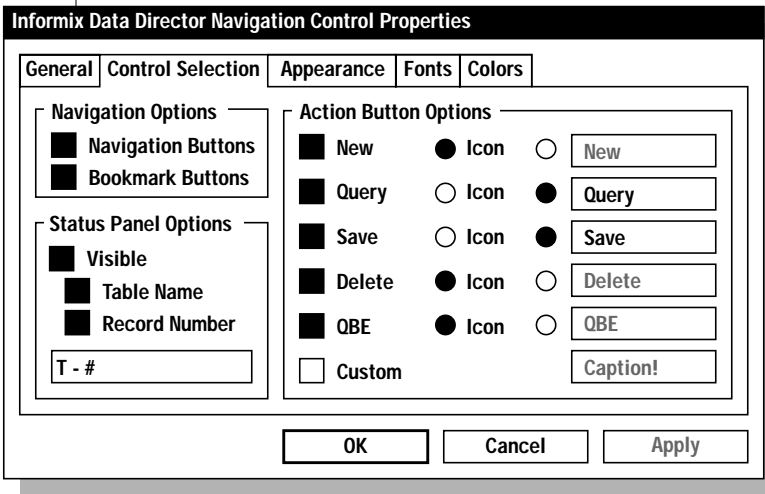 Informix Data Director Navigation Control Properties
General Control Selection Appearance Fonts Colors
Navigation Options
Navigation Buttons
Bookmark Buttons
Status Panel Options
Visible
Table Name
Record Number
T - #
Action Button Options
New Icon New
Query Icon Query
Save Icon Save
Delete Icon Delete
QBE Icon QBE
Custom Caption!
OK Cancel Apply